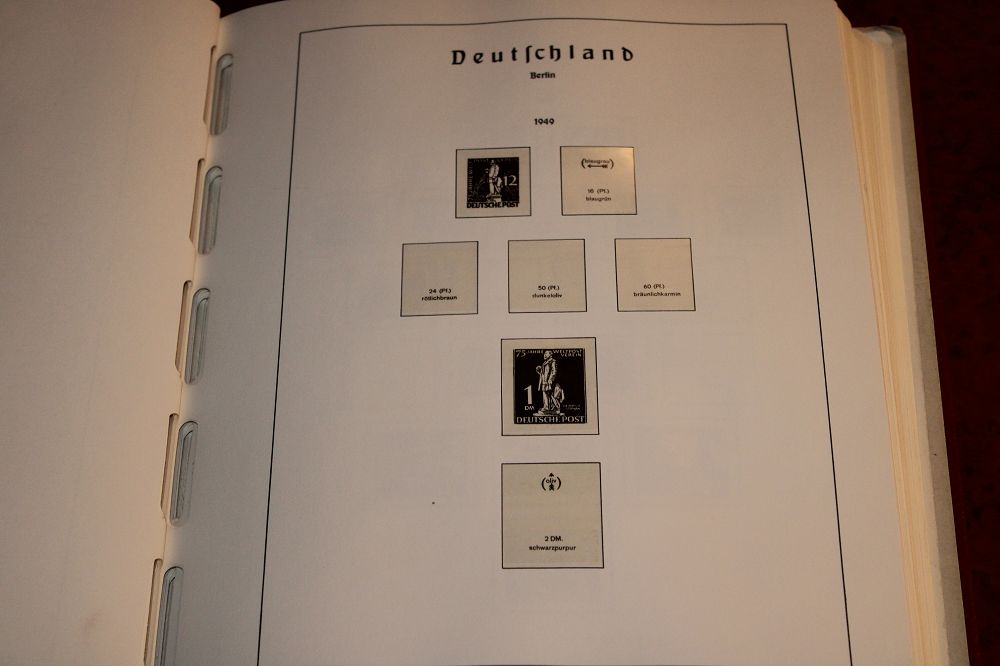 Deutſchland
Berlin
1949
12
DEUTSCHE POST
(blaugrau)
16 (Pf.)
blaugrün
24 (Pf.)
rötlichbraun
50 (Pf.)
dunkeloliv
60 (Pf.)
bräunlichkarmin
75 JAHRE WELTPOST
VEREIN
1
DM
DEUTSCHE POST
(oliv)
2 DM.
schwarzpurpur